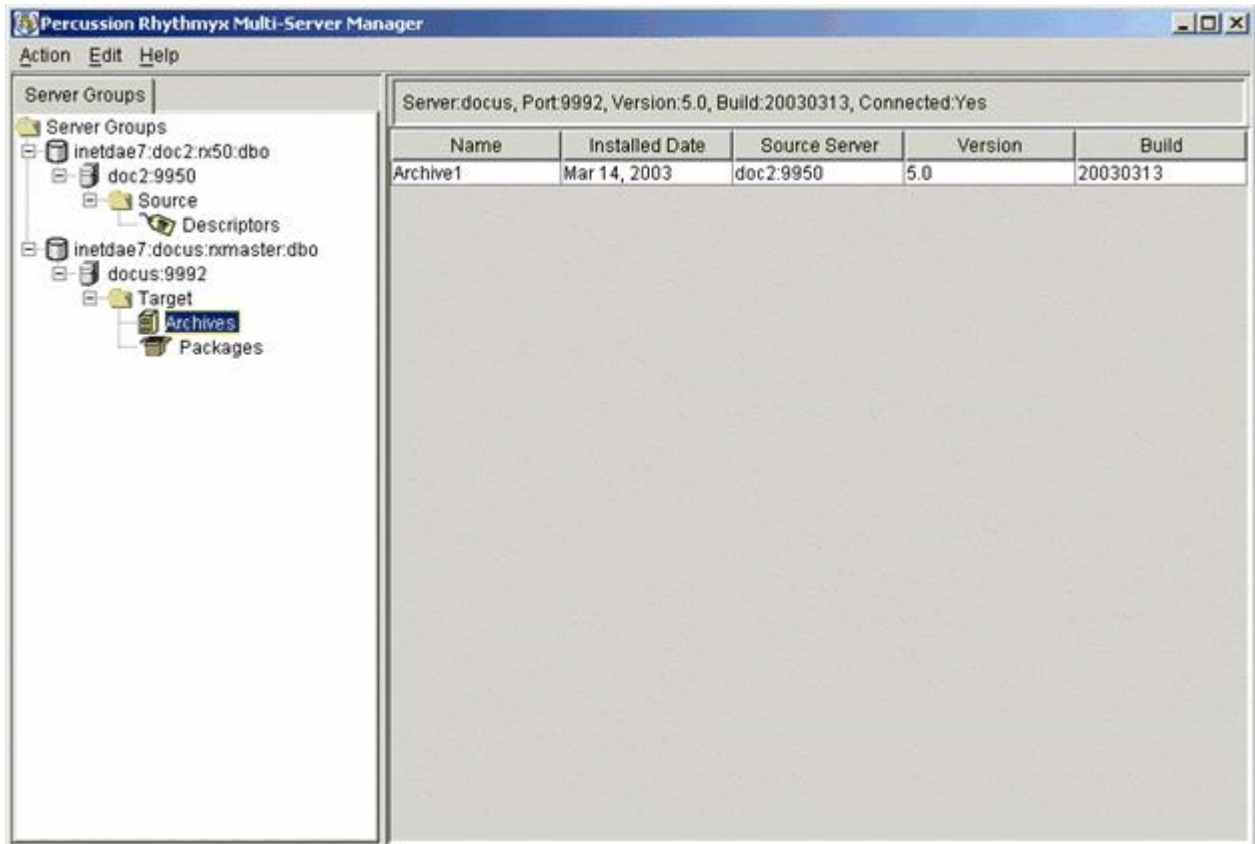 Percussion Rhythmyx Multi-Server Manager
Action Edit Help
Server Groups
Server Groups
inetdae7:doc2:rx50:dbo
doc2:9950
Source
Descriptors
inetdae7:docus:rxmaster:dbo
docus:9992
Target
Archives
Packages
Server:docus, Port:9992, Version:5.0, Build:20030313, Connected:Yes
Name Installed Date Source Server Version Build
Archive1 Mar 14, 2003 doc2:9950 5.0 20030313